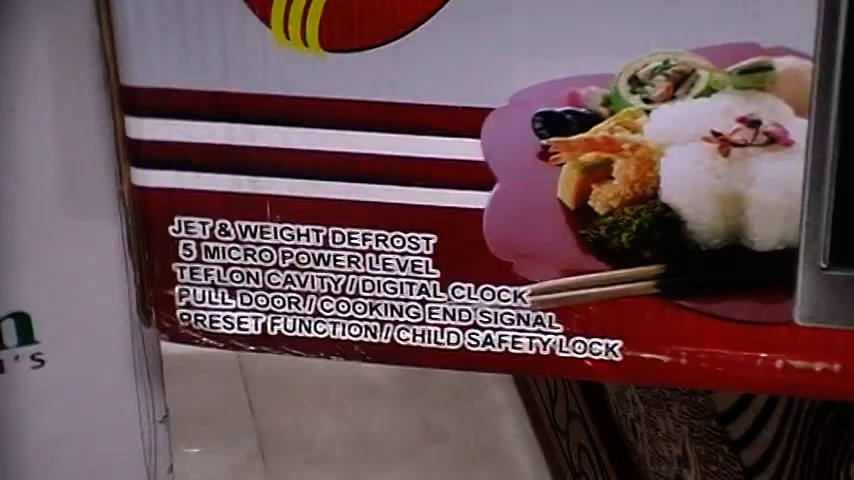 JET & WEIGHT DEFROST
5 MICRO POWER LEVEL
TEFLON CAVITY / DIGITAL CLOCK
PULL DOOR / COOKING END SIGNAL
PRESET FUNCTION / CHILD SAFETY LOCK
n
I'S